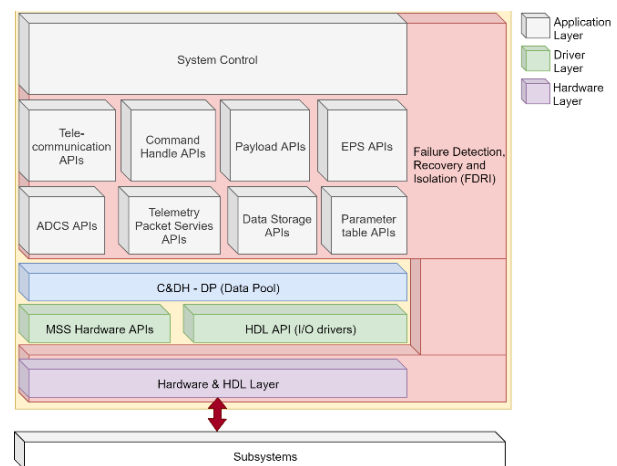 System Control
Application
Layer
Driver
Layer
Hardware
Layer
Tele-
communication
APIs
Command
Handle APIs
Payload APIs
EPS APIs
Failure Detection,
Recovery and
Isolation (FDRI)
ADCS APIs
Telemetry
Packet Servies
APIs
Data Storage
APIs
Parameter
table APIs
C&DH - DP (Data Pool)
MSS Hardware APIs
HDL API (I/O drivers)
Hardware & HDL Layer
Subsystems